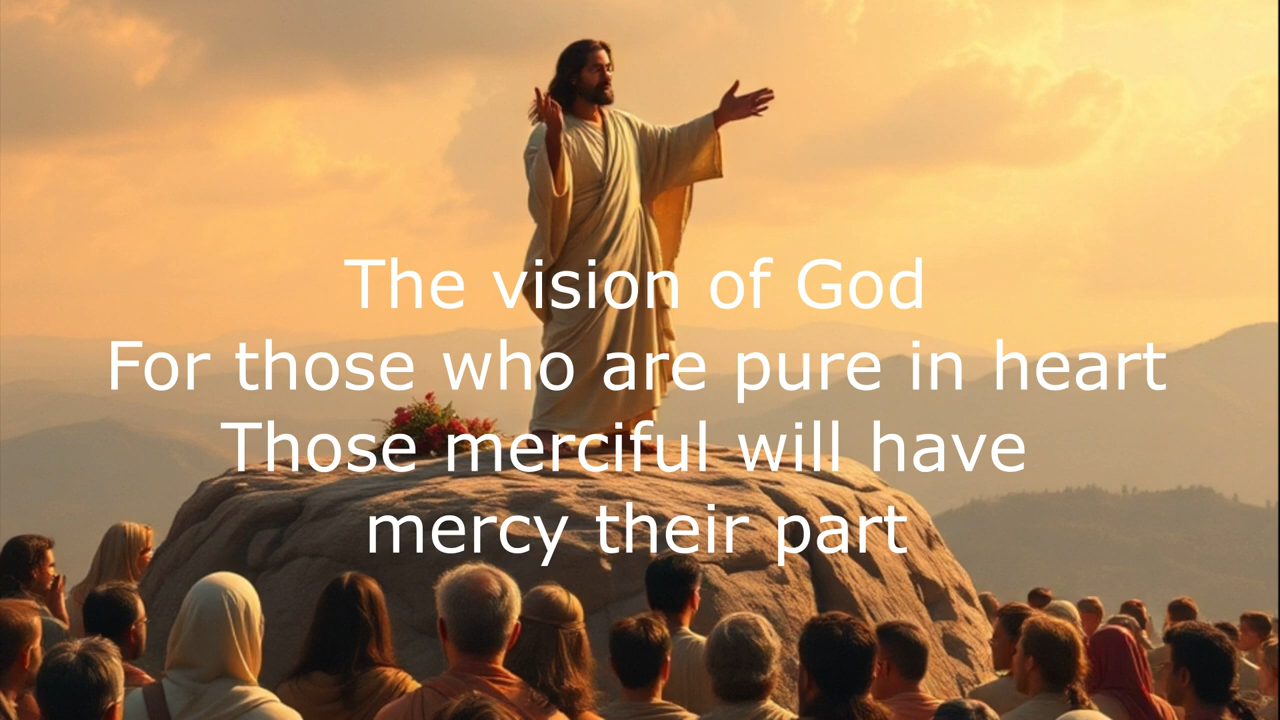 The vision of God
For those who are pure in heart
Those merciful will have
mercy their part